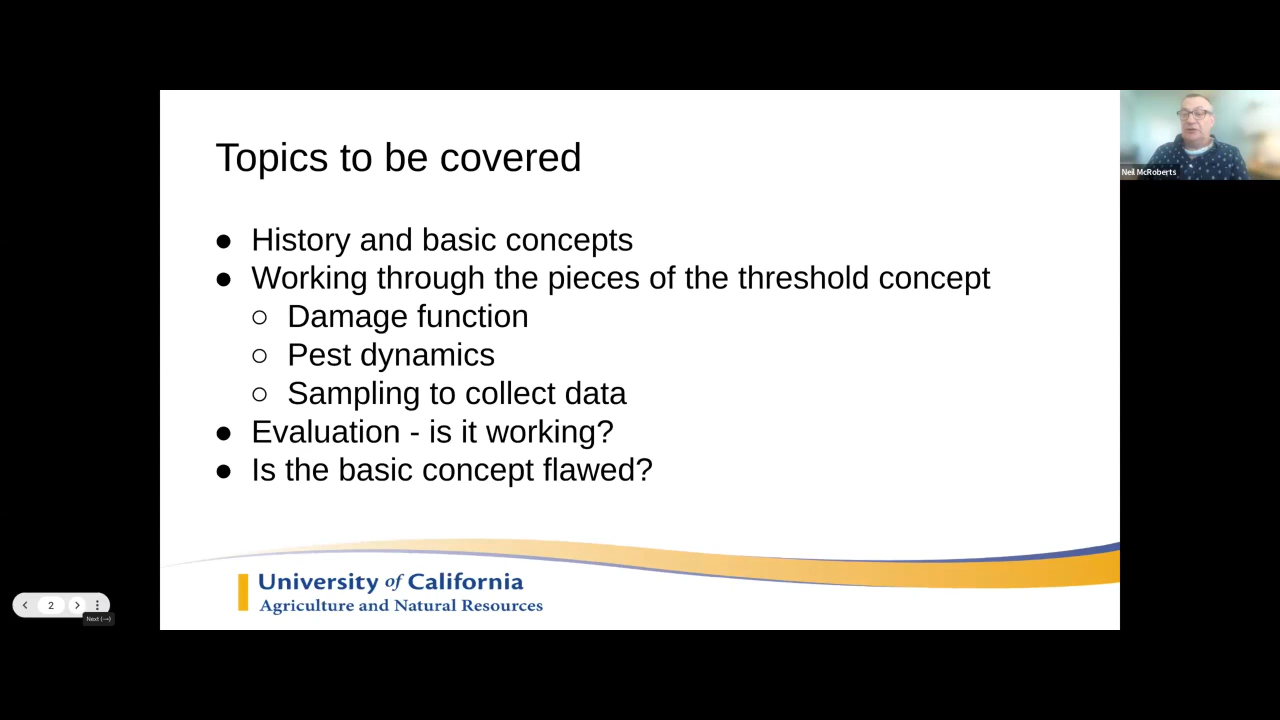 Topics to be covered
● History and basic concepts
● Working through the pieces of the threshold concept
○ Damage function
○ Pest dynamics
○ Sampling to collect data
● Evaluation - is it working?
● Is the basic concept flawed?
University of California
Agriculture and Natural Resources
Neil McRoberts
2
Next (→)